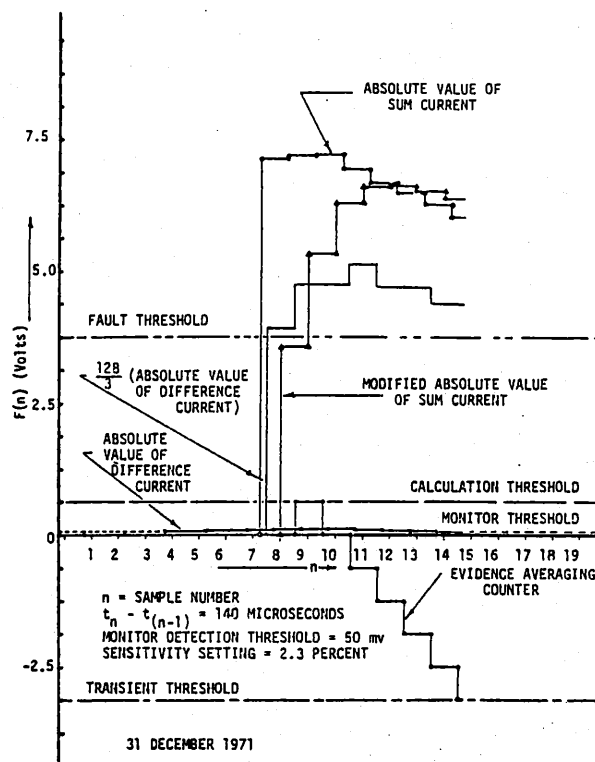 ABSOLUTE VALUE OF
SUM CURRENT
7.5
5.0
F(n) (Volts)
FAULT THRESHOLD
128
3
(ABSOLUTE VALUE
OF DIFFERENCE
CURRENT)
MODIFIED ABSOLUTE VALUE
OF SUM CURRENT
2.5
ABSOLUTE
VALUE OF
DIFFERENCE
CURRENT
CALCULATION THRESHOLD
MONITOR THRESHOLD
0
1 2 3 4 5 6 7 8 9 10 11 12 13 14 15 16 17 18 19
n
EVIDENCE AVERAGING
COUNTER
n = SAMPLE NUMBER
t_n - t_(n-1) = 140 MICROSECONDS
MONITOR DETECTION THRESHOLD = 50 mv
SENSITIVITY SETTING = 2.3 PERCENT
-2.5
TRANSIENT THRESHOLD
31 DECEMBER 1971